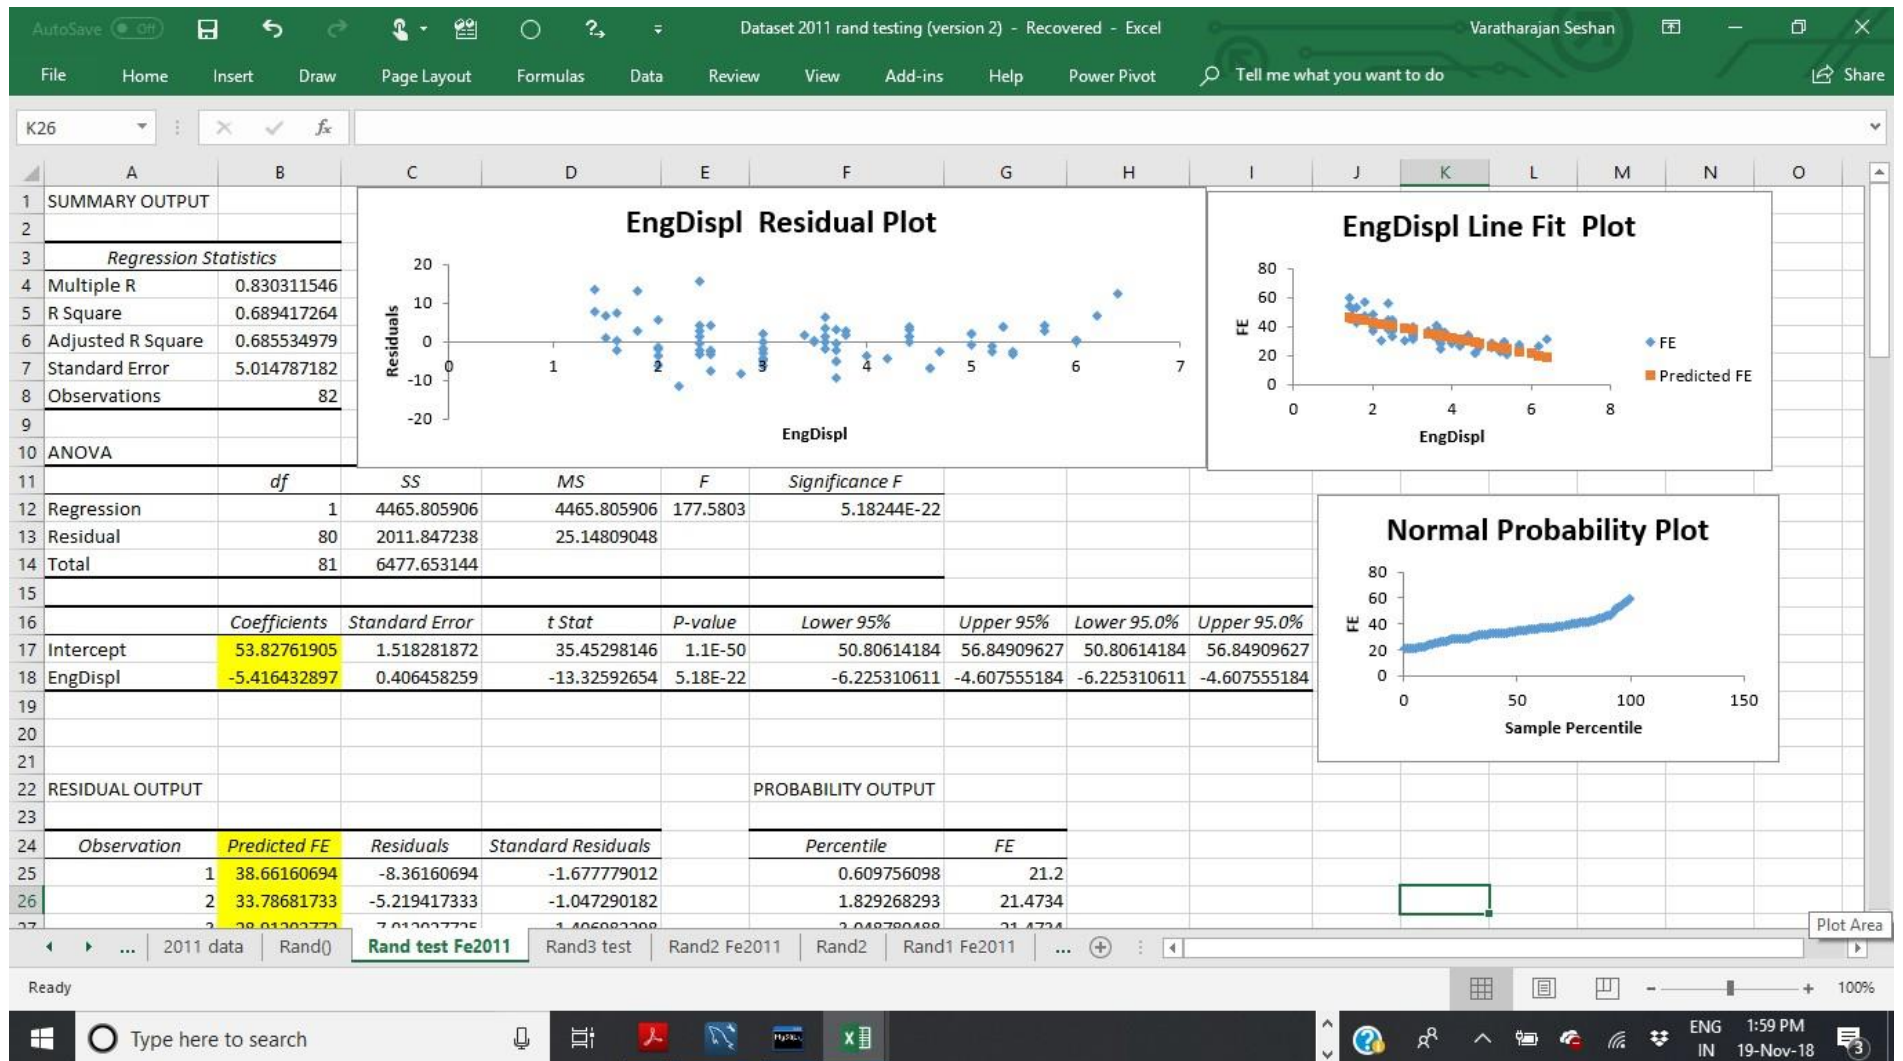 AutoSave Off Dataset 2011 rand testing (version 2) - Recovered - Excel Varatharajan Seshan
File Home Insert Draw Page Layout Formulas Data Review View Add-ins Help Power Pivot Tell me what you want to do Share
K26 fx
A B C D E F G H I J K L M N O
1 SUMMARY OUTPUT
2
3 Regression Statistics
4 Multiple R 0.830311546
5 R Square 0.689417264
6 Adjusted R Square 0.685534979
7 Standard Error 5.014787182
8 Observations 82
9
10 ANOVA
EngDispl Residual Plot
20
10
0
-10
-20
Residuals
0 1 2 3 4 5 6 7
EngDispl
EngDispl Line Fit Plot
80
60
40
20
0
FE
0 2 4 6 8
EngDispl
FE
Predicted FE
11 df SS MS F Significance F
12 Regression 1 4465.805906 4465.805906 177.5803 5.18244E-22
13 Residual 80 2011.847238 25.14809048
14 Total 81 6477.653144
15
16 Coefficients Standard Error t Stat P-value Lower 95% Upper 95% Lower 95.0% Upper 95.0%
17 Intercept 53.82761905 1.518281872 35.45298146 1.1E-50 50.80614184 56.84909627 50.80614184 56.84909627
18 EngDispl -5.416432897 0.406458259 -13.32592654 5.18E-22 -6.225310611 -4.607555184 -6.225310611 -4.607555184
19
20
21
Normal Probability Plot
80
60
40
20
0
FE
0 50 100 150
Sample Percentile
22 RESIDUAL OUTPUT PROBABILITY OUTPUT
23
24 Observation Predicted FE Residuals Standard Residuals Percentile FE
25 1 38.66160694 -8.36160694 -1.677779012 0.609756098 21.2
26 2 33.78681733 -5.219417333 -1.047290182 1.829268293 21.4734
Plot Area
... 2011 data Rand() Rand test Fe2011 Rand3 test Rand2 Fe2011 Rand2 Rand1 Fe2011 ...
Ready 100%
Type here to search
ENG 1:59 PM
IN 19-Nov-18
3